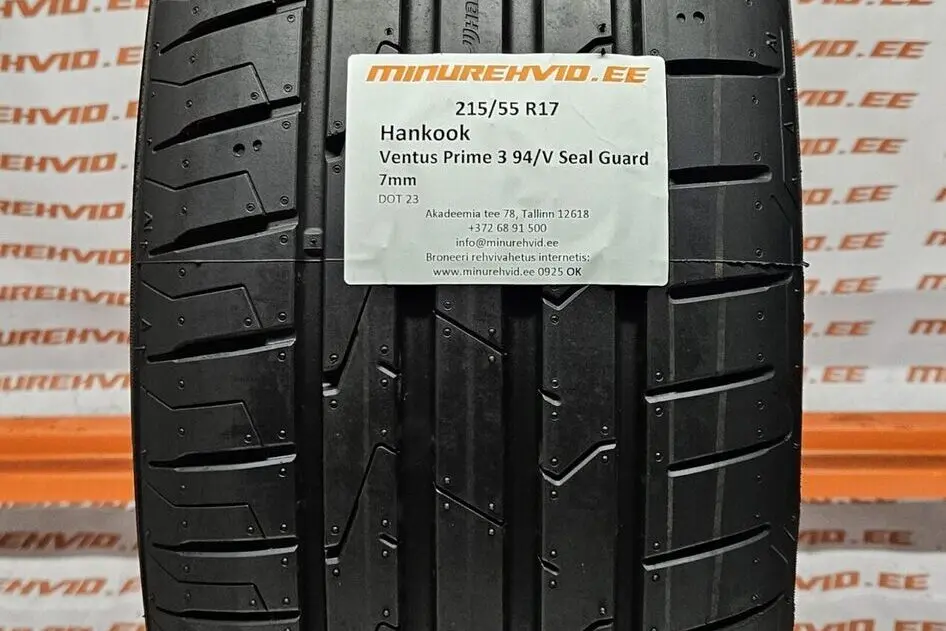 MINUREHVID.EE
215/55 R17
Hankook
Ventus Prime 3 94/V Seal Guard
7mm
DOT 23
Akadeemia tee 78, Tallinn 12618
+372 68 91 500
info@minurehvid.ee
Broneeri rehvivahetus internetis:
www.minurehvid.ee 0925 OK